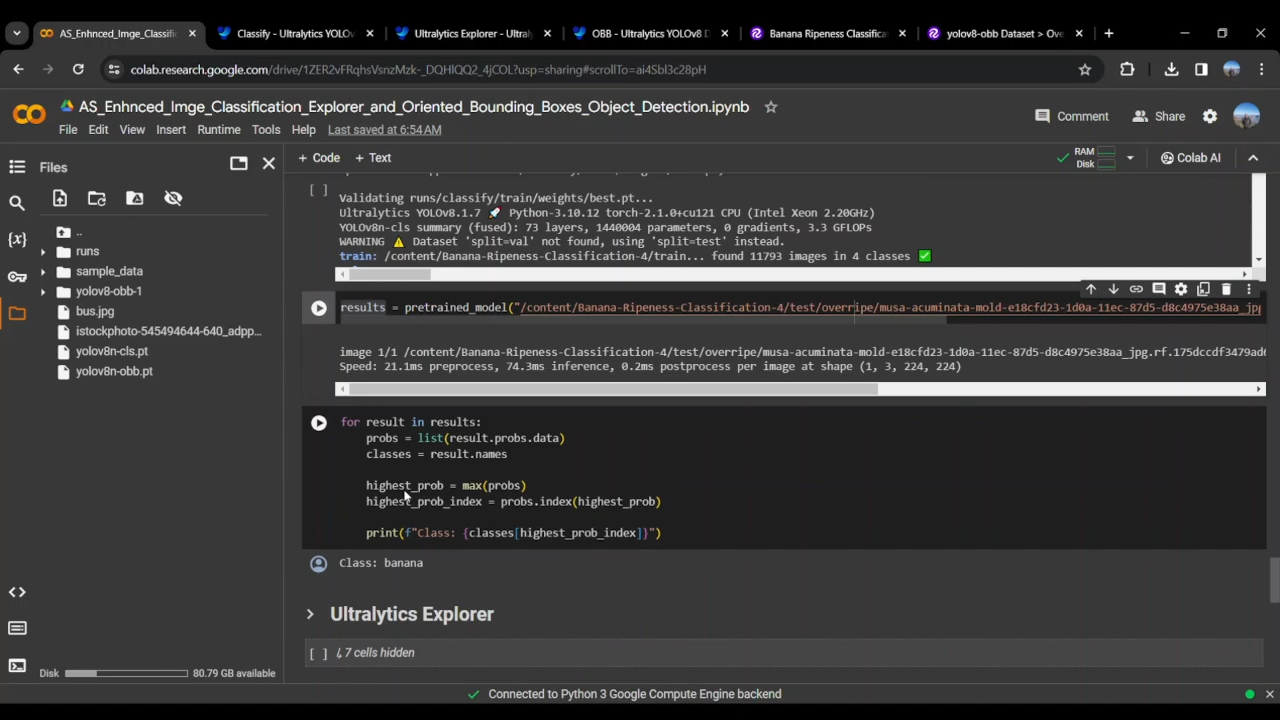 AS_Enhnced_Imge_Classific
Classify - Ultralytics YOLO
Ultralytics Explorer - Ultraly
OBB - Ultralytics YOLOv8 D
Banana Ripeness Classifica
yolov8-obb Dataset > Ove
colab.research.google.com/drive/1ZER2vFRqhsVsnzMzk-_DQHlQQ2_4jCOL?usp=sharing#scrollTo=ai4Sbl3c28pH
AS_Enhnced_Imge_Classification_Explorer_and_Oriented_Bounding_Boxes_Object_Detection.ipynb
Comment
Share
File Edit View Insert Runtime Tools Help Last saved at 6:54 AM
Files
+ Code + Text
RAM
Disk
Colab AI
..
runs
sample_data
yolov8-obb-1
bus.jpg
istockphoto-545494644-640_adpp...
yolov8n-cls.pt
yolov8n-obb.pt
Disk 80.79 GB available
[ ]
Validating runs/classify/train/weights/best.pt...
Ultralytics YOLOv8.1.7 🚀 Python-3.10.12 torch-2.1.0+cu121 CPU (Intel Xeon 2.20GHz)
YOLOv8n-cls summary (fused): 73 layers, 1440004 parameters, 0 gradients, 3.3 GFLOPs
WARNING ⚠️ Dataset 'split=val' not found, using 'split=test' instead.
train: /content/Banana-Ripeness-Classification-4/train... found 11793 images in 4 classes ✅
results = pretrained_model("/content/Banana-Ripeness-Classification-4/test/overripe/musa-acuminata-mold-e18cfd23-1d0a-11ec-87d5-d8c4975e38aa_jp
image 1/1 /content/Banana-Ripeness-Classification-4/test/overripe/musa-acuminata-mold-e18cfd23-1d0a-11ec-87d5-d8c4975e38aa_jpg.rf.175dccdf3479ad
Speed: 21.1ms preprocess, 74.3ms inference, 0.2ms postprocess per image at shape (1, 3, 224, 224)
for result in results:
probs = list(result.probs.data)
classes = result.names
highest_prob = max(probs)
highest_prob_index = probs.index(highest_prob)
print(f"Class: {classes[highest_prob_index]}")
Class: banana
Ultralytics Explorer
[ ] ↳ 7 cells hidden
Connected to Python 3 Google Compute Engine backend